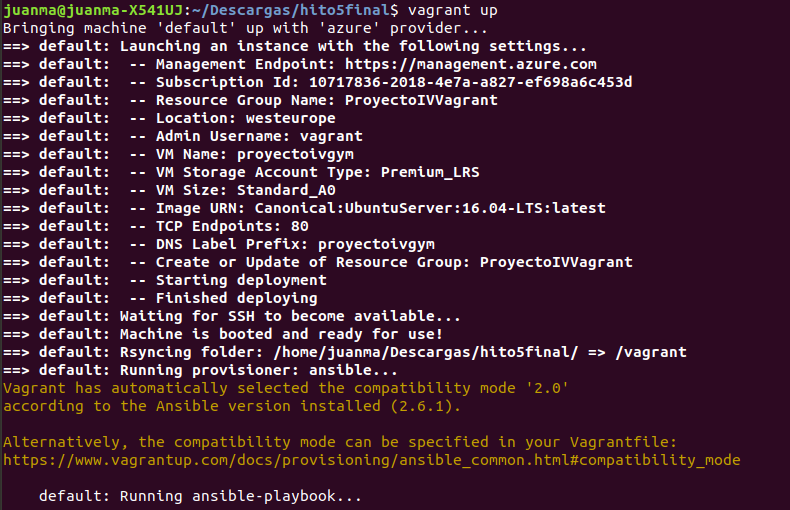 juanma@juanma-X541UJ:~/Descargas/hito5final$ vagrant up
Bringing machine 'default' up with 'azure' provider...
==> default: Launching an instance with the following settings...
==> default:  -- Management Endpoint: https://management.azure.com
==> default:  -- Subscription Id: 10717836-2018-4e7a-a827-ef698a6c453d
==> default:  -- Resource Group Name: ProyectoIVVagrant
==> default:  -- Location: westeurope
==> default:  -- Admin Username: vagrant
==> default:  -- VM Name: proyectoivgym
==> default:  -- VM Storage Account Type: Premium_LRS
==> default:  -- VM Size: Standard_A0
==> default:  -- Image URN: Canonical:UbuntuServer:16.04-LTS:latest
==> default:  -- TCP Endpoints: 80
==> default:  -- DNS Label Prefix: proyectoivgym
==> default:  -- Create or Update of Resource Group: ProyectoIVVagrant
==> default:  -- Starting deployment
==> default:  -- Finished deploying
==> default: Waiting for SSH to become available...
==> default: Machine is booted and ready for use!
==> default: Rsyncing folder: /home/juanma/Descargas/hito5final/ => /vagrant
==> default: Running provisioner: ansible...
Vagrant has automatically selected the compatibility mode '2.0'
according to the Ansible version installed (2.6.1).

Alternatively, the compatibility mode can be specified in your Vagrantfile:
https://www.vagrantup.com/docs/provisioning/ansible_common.html#compatibility_mode

    default: Running ansible-playbook...